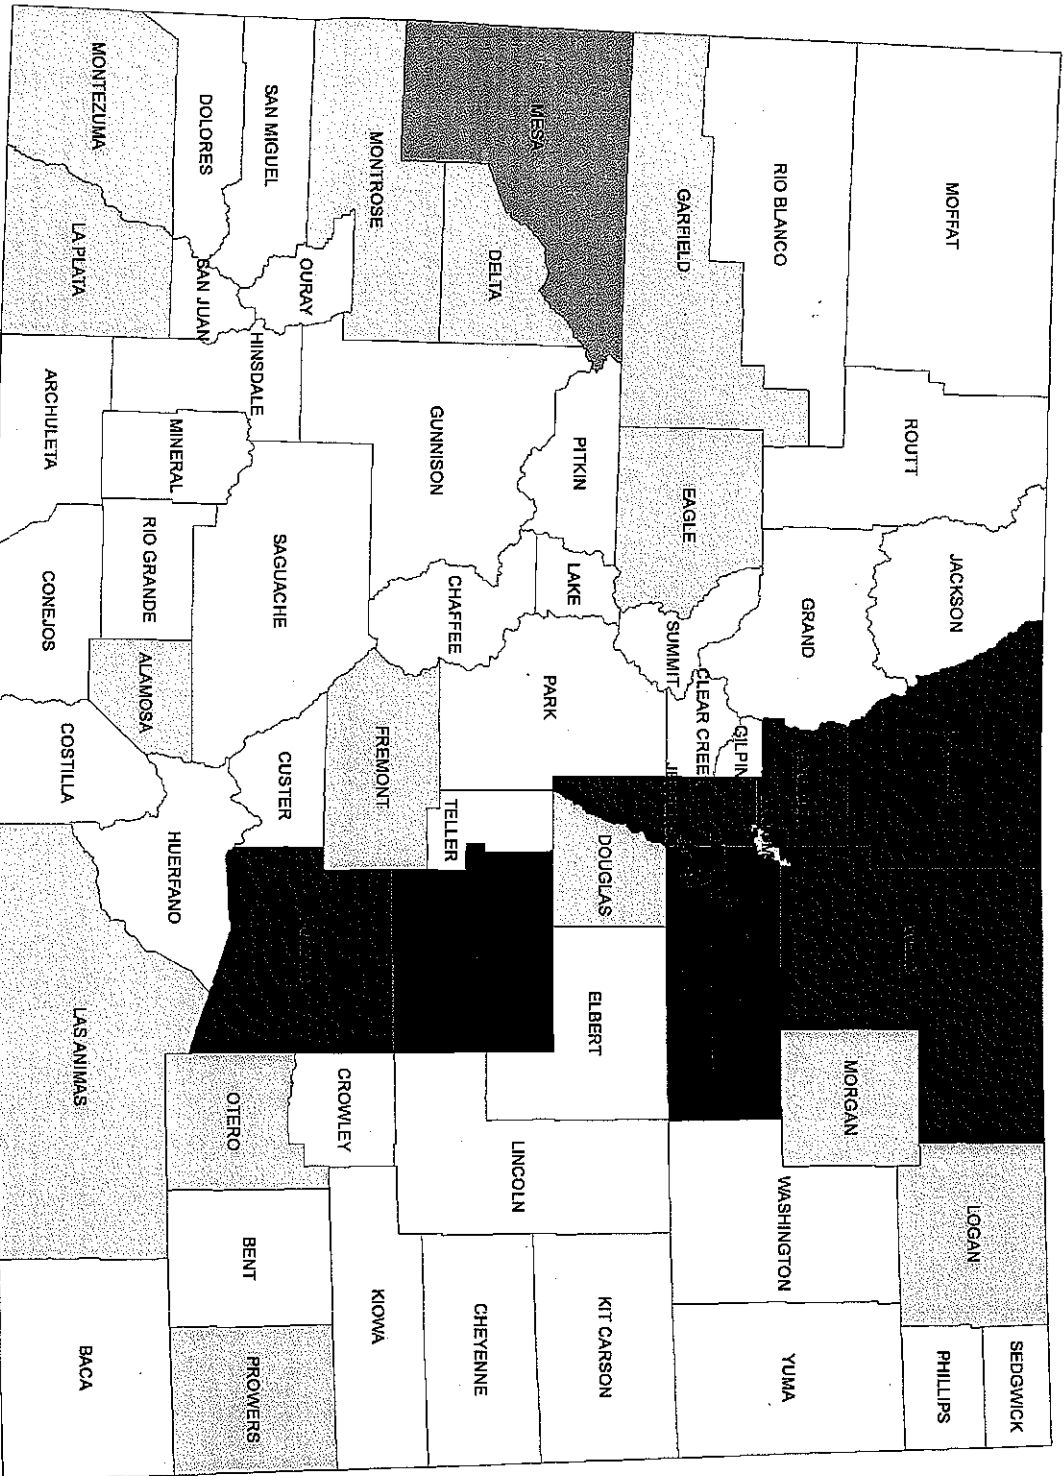 MOFFAT
ROUTT
JACKSON
LOGAN
SEDGWICK
PHILLIPS
RIO BLANCO
GRAND
MORGAN
WASHINGTON
YUMA
GARFIELD
EAGLE
SUMMIT
CLEAR CREE
GILPIN
MESA
PITKIN
LAKE
PARK
DOUGLAS
ELBERT
KIT CARSON
DELTA
GUNNISON
CHAFFEE
TELLER
LINCOLN
CHEYENNE
MONTROSE
OURAY
FREMONT
CROWLEY
KIOWA
SAN MIGUEL
HINSDALE
SAGUACHE
CUSTER
DOLORES
SAN JUAN
MINERAL
RIO GRANDE
ALAMOSA
HUERFANO
OTERO
BENT
PROWERS
MONTEZUMA
LA PLATA
ARCHULETA
CONEJOS
COSTILLA
LAS ANIMAS
BACA